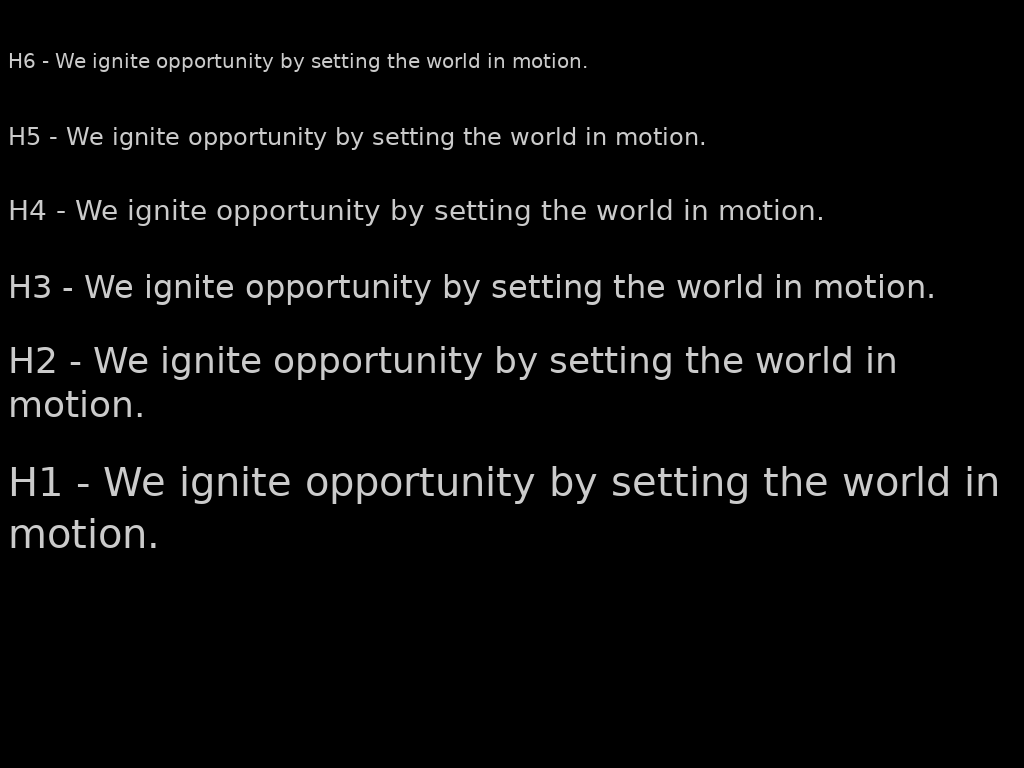 H6 - We ignite opportunity by setting the world in motion.
H5 - We ignite opportunity by setting the world in motion.
H4 - We ignite opportunity by setting the world in motion.
H3 - We ignite opportunity by setting the world in motion.
H2 - We ignite opportunity by setting the world in
motion.
H1 - We ignite opportunity by setting the world in
motion.